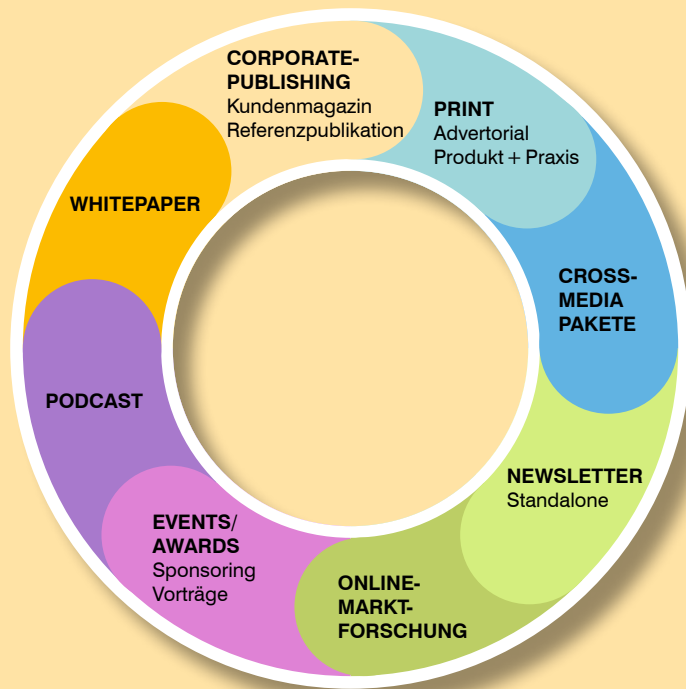 CORPORATE-
PUBLISHING
Kundenmagazin
Referenzpublikation
PRINT
Advertorial
Produkt + Praxis
CROSS-
MEDIA
PAKETE
NEWSLETTER
Standalone
ONLINE-
MARKT-
FORSCHUNG
EVENTS/
AWARDS
Sponsoring
Vorträge
PODCAST
WHITEPAPER